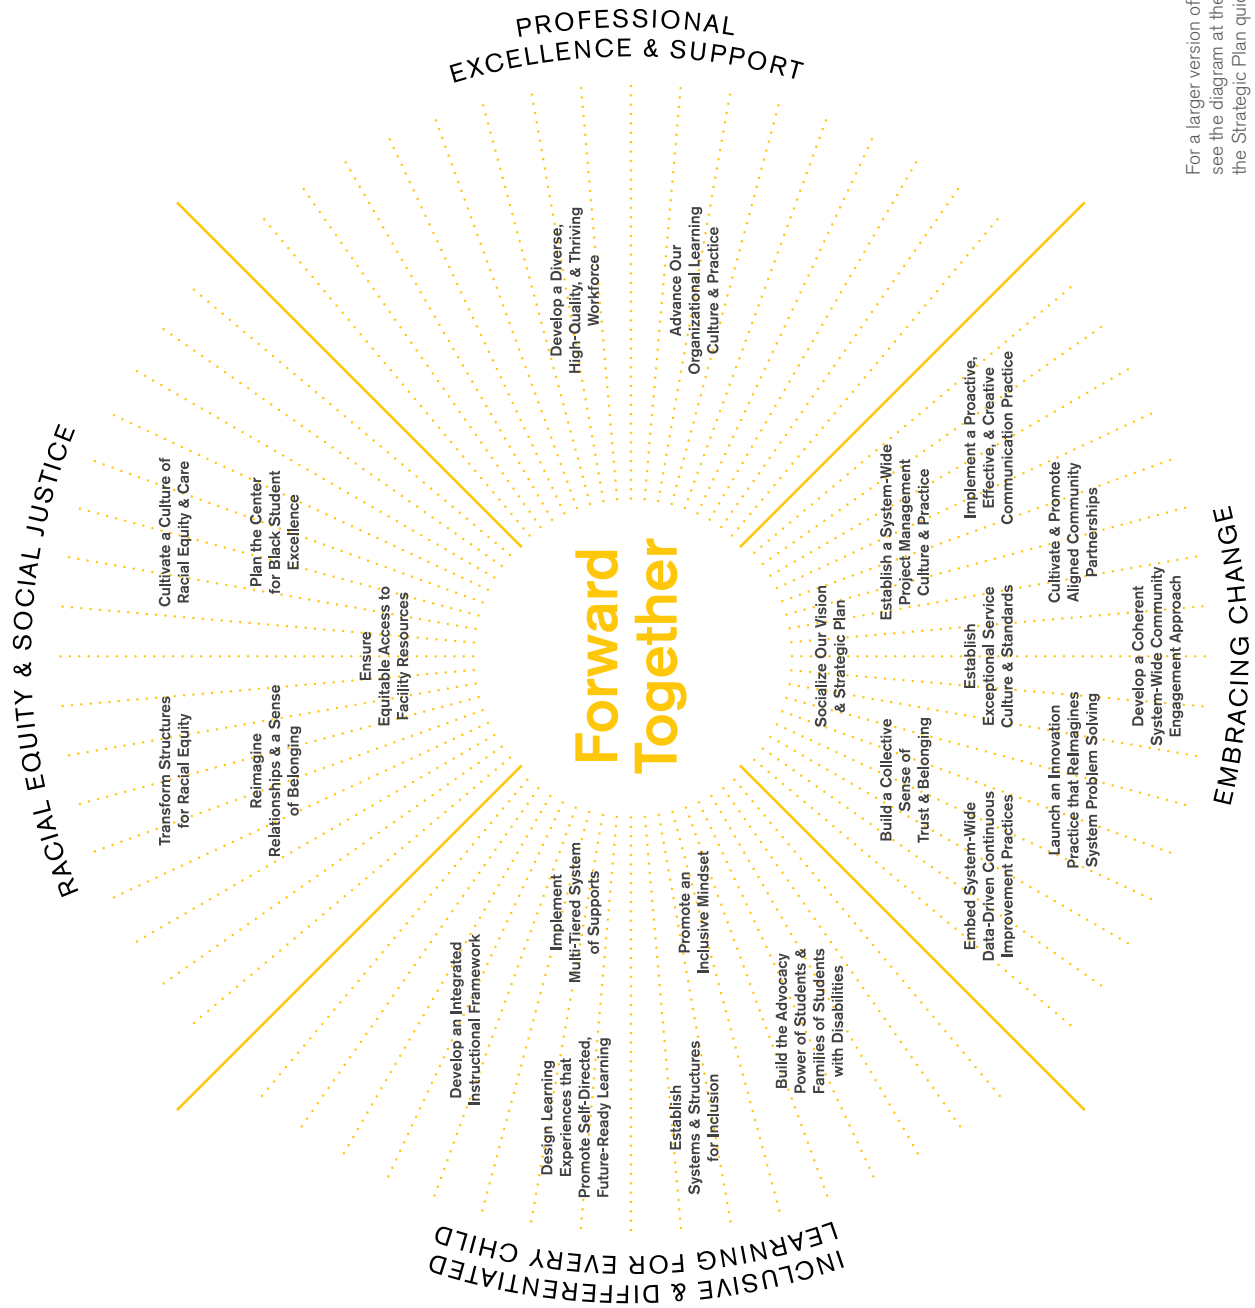 RACIAL EQUITY & SOCIAL JUSTICE
Transform Structures
for Racial Equity
Cultivate a Culture of
Racial Equity & Care
Reimagine
Relationships & a Sense
of Belonging
Plan the Center
for Black Student
Excellence
Ensure
Equitable Access to
Facility Resources
PROFESSIONAL
EXCELLENCE & SUPPORT
Develop a Diverse,
High-Quality, & Thriving
Workforce
Advance Our
Organizational Learning
Culture & Practice
Forward
Together
INCLUSIVE & DIFFERENTIATED
LEARNING FOR EVERY CHILD
Develop an Integrated
Instructional Framework
Implement
Multi-Tiered System
of Supports
Design Learning
Experiences that
Promote Self-Directed,
Future-Ready Learning
Promote an
Inclusive Mindset
Establish
Systems & Structures
for Inclusion
Build the Advocacy
Power of Students &
Families of Students
with Disabilities
Socialize Our Vision
& Strategic Plan
Build a Collective
Sense of
Trust & Belonging
Establish a System-Wide
Project Management
Culture & Practice
Embed System-Wide
Data-Driven Continuous
Improvement Practices
Establish
Exceptional Service
Culture & Standards
Implement a Proactive,
Effective, & Creative
Communication Practice
Launch an Innovation
Practice that ReImagines
System Problem Solving
Cultivate & Promote
Aligned Community
Partnerships
Develop a Coherent
System-Wide Community
Engagement Approach
EMBRACING CHANGE
For a larger version of
see the diagram at the
the Strategic Plan